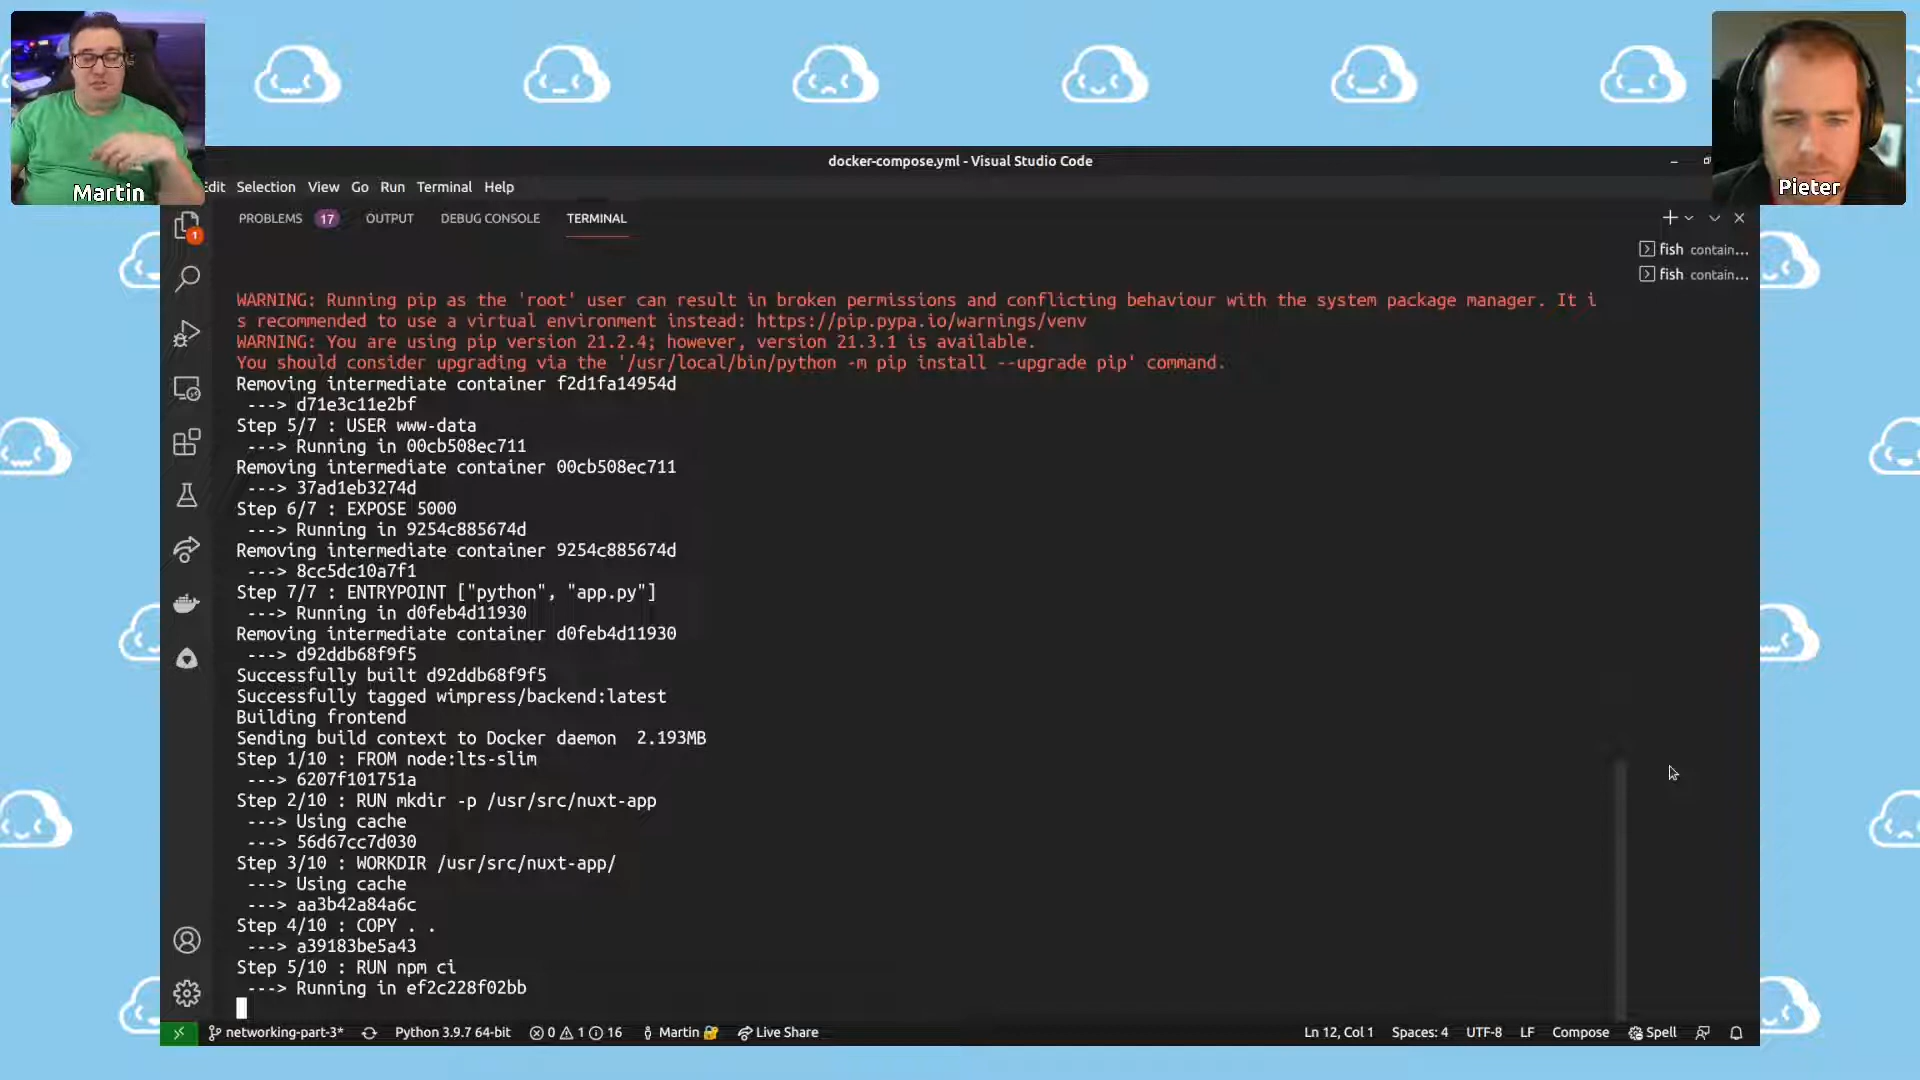 Martin
Pieter
docker-compose.yml - Visual Studio Code
Edit Selection View Go Run Terminal Help
PROBLEMS 17 OUTPUT DEBUG CONSOLE TERMINAL
1
fish contain...
fish contain...
WARNING: Running pip as the 'root' user can result in broken permissions and conflicting behaviour with the system package manager. It i
s recommended to use a virtual environment instead: https://pip.pypa.io/warnings/venv
WARNING: You are using pip version 21.2.4; however, version 21.3.1 is available.
You should consider upgrading via the '/usr/local/bin/python -m pip install --upgrade pip' command.
Removing intermediate container f2d1fa14954d
---> d71e3c11e2bf
Step 5/7 : USER www-data
---> Running in 00cb508ec711
Removing intermediate container 00cb508ec711
---> 37ad1eb3274d
Step 6/7 : EXPOSE 5000
---> Running in 9254c885674d
Removing intermediate container 9254c885674d
---> 8cc5dc10a7f1
Step 7/7 : ENTRYPOINT ["python", "app.py"]
---> Running in d0feb4d11930
Removing intermediate container d0feb4d11930
---> d92ddb68f9f5
Successfully built d92ddb68f9f5
Successfully tagged wimpress/backend:latest
Building frontend
Sending build context to Docker daemon  2.193MB
Step 1/10 : FROM node:lts-slim
---> 6207f101751a
Step 2/10 : RUN mkdir -p /usr/src/nuxt-app
---> Using cache
---> 56d67cc7d030
Step 3/10 : WORKDIR /usr/src/nuxt-app/
---> Using cache
---> aa3b42a84a6c
Step 4/10 : COPY . .
---> a39183be5a43
Step 5/10 : RUN npm ci
---> Running in ef2c228f02bb
networking-part-3* Python 3.9.7 64-bit 0 1 16 Martin Live Share Ln 12, Col 1 Spaces: 4 UTF-8 LF Compose Spell